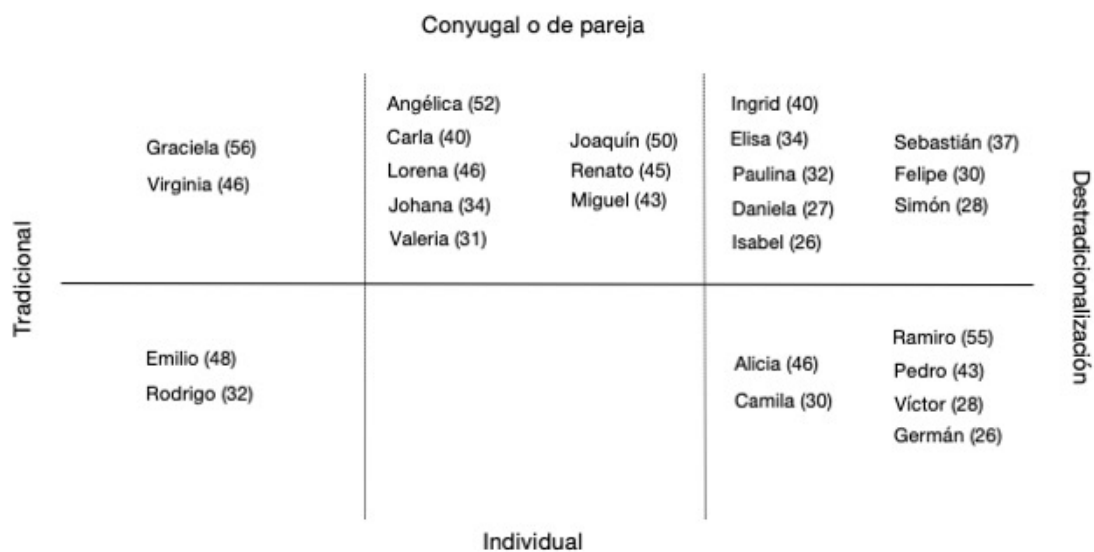 Conyugal o de pareja
Tradicional
Graciela (56)
Virginia (46)
Angélica (52)
Carla (40)
Lorena (46)
Johana (34)
Valeria (31)
Joaquín (50)
Renato (45)
Miguel (43)
Ingrid (40)
Elisa (34)
Paulina (32)
Daniela (27)
Isabel (26)
Sebastián (37)
Felipe (30)
Simón (28)
Destradicionalización
Emilio (48)
Rodrigo (32)
Alicia (46)
Camila (30)
Ramiro (55)
Pedro (43)
Víctor (28)
Germán (26)
Individual